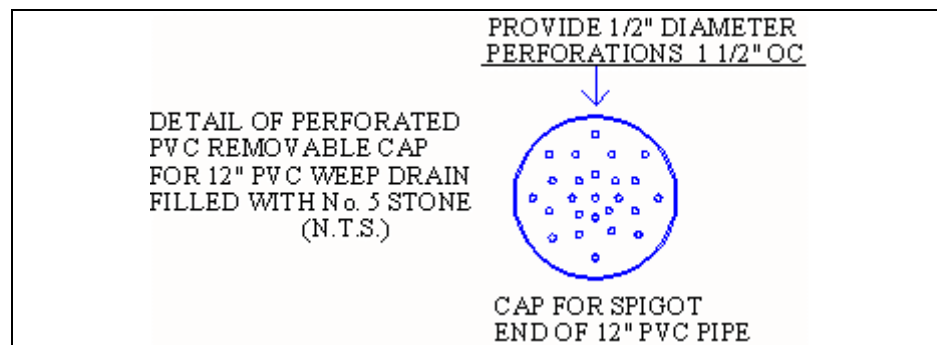 PROVIDE 1/2" DIAMETER
PERFORATIONS 1 1/2" OC
DETAIL OF PERFORATED
PVC REMOVABLE CAP
FOR 12" PVC WEEP DRAIN
FILLED WITH No. 5 STONE
(N.T.S.)
CAP FOR SPIGOT
END OF 12" PVC PIPE